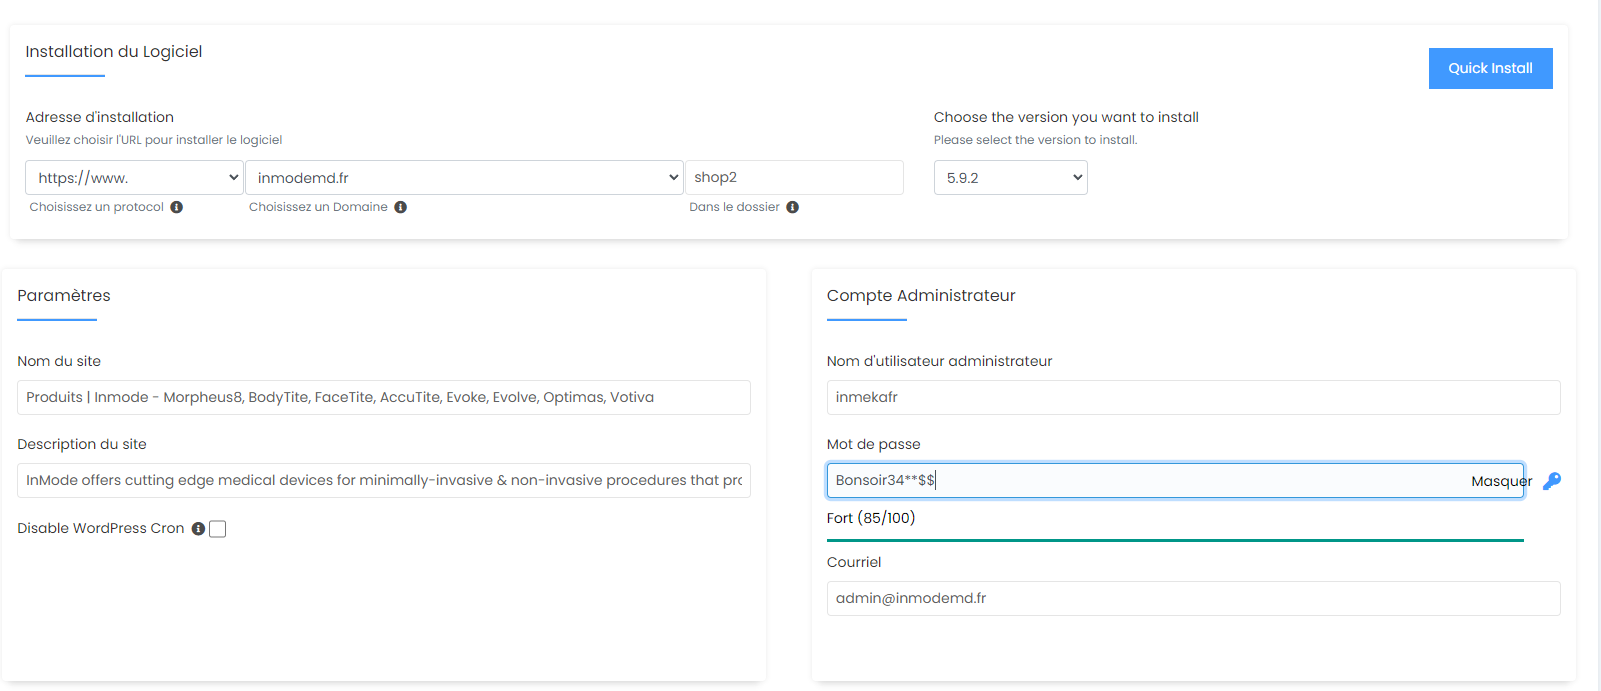 Installation du Logiciel
Quick Install
Adresse d'installation
Veuillez choisir l'URL pour installer le logiciel
https://www.
inmodemd.fr
shop2
Choisissez un protocol
Choisissez un Domaine
Dans le dossier
Choose the version you want to install
Please select the version to install.
5.9.2
Paramètres
Nom du site
Produits | Inmode - Morpheus8, BodyTite, FaceTite, AccuTite, Evoke, Evolve, Optimas, Votiva
Description du site
InMode offers cutting edge medical devices for minimally-invasive & non-invasive procedures that pro
Disable WordPress Cron
Compte Administrateur
Nom d'utilisateur administrateur
inmekafr
Mot de passe
Bonsoir34**$$
Masquer
Fort (85/100)
Courriel
admin@inmodemd.fr